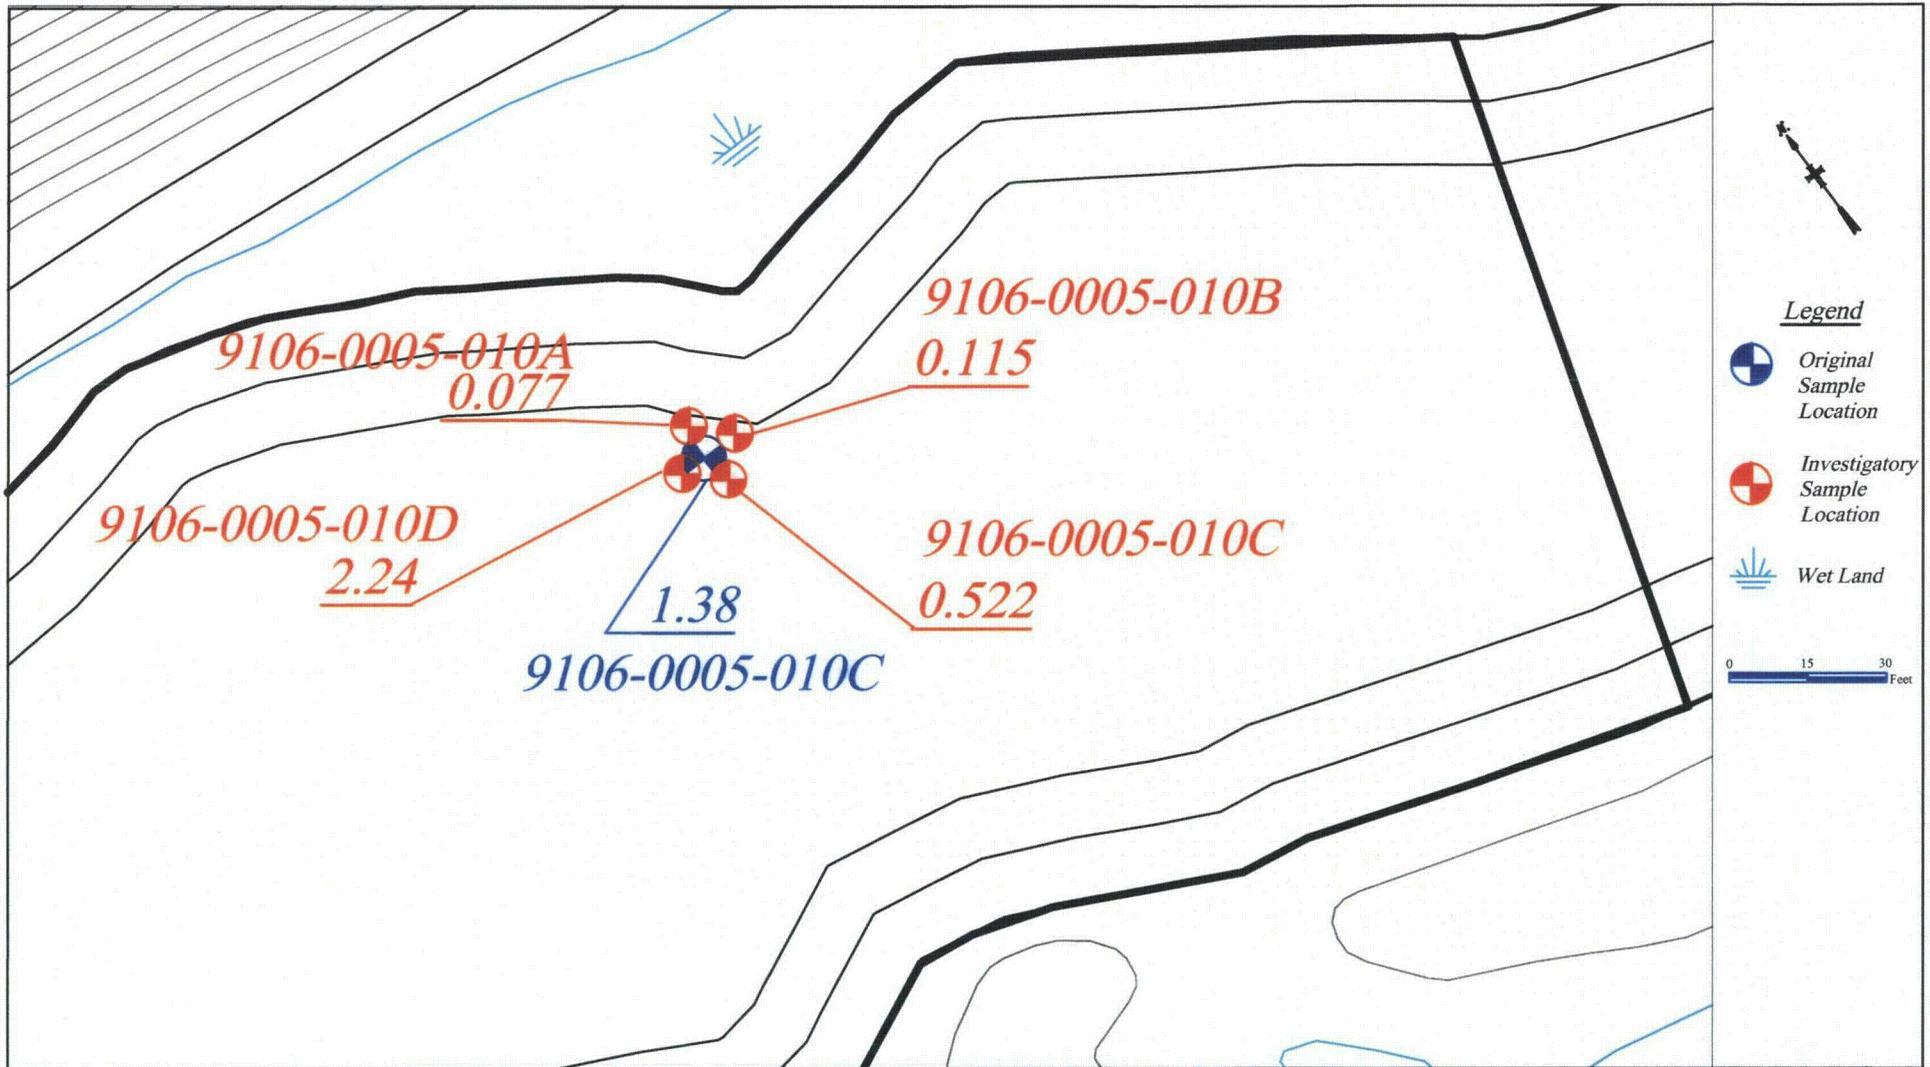 9106-0005-010B
0.115
9106-0005-010A
0.077
9106-0005-010D
2.24
9106-0005-010C
0.522
1.38
9106-0005-010C
Legend
Original
Sample
Location
Investigatory
Sample
Location
Wet Land
0 15 30
Feet